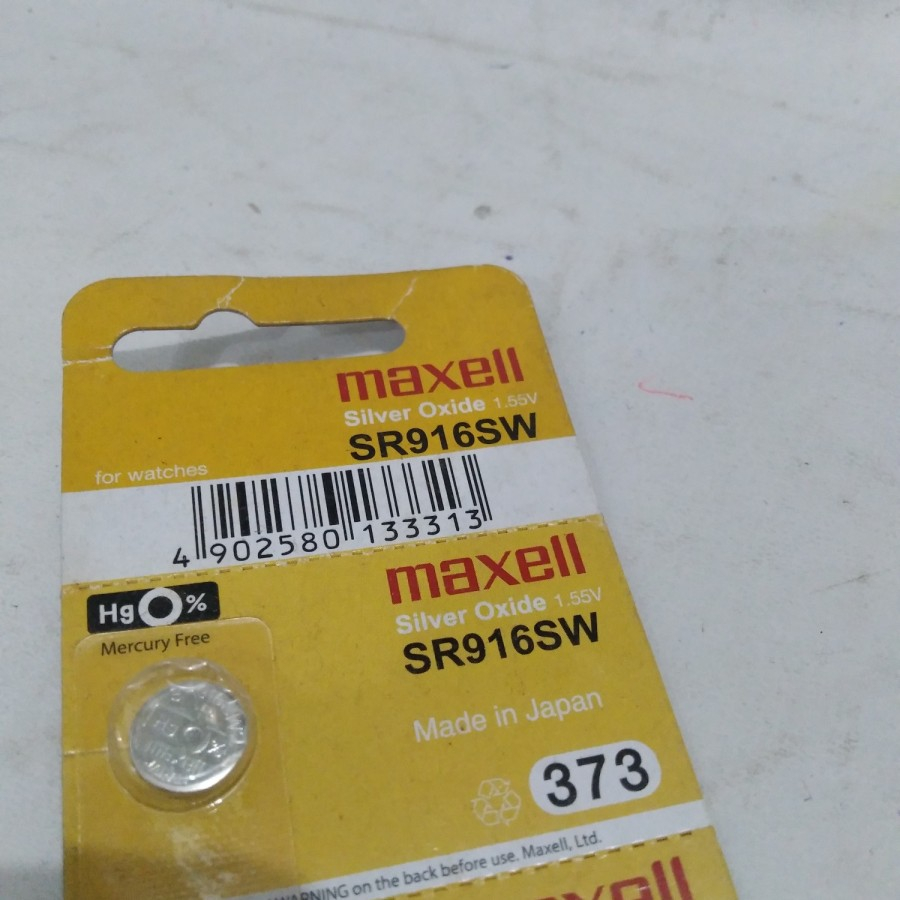 maxell
Silver Oxide 1.55V
SR916SW
for watches
4 902580 133313
maxell
Silver Oxide 1.55V
SR916SW
Hg 0%
Mercury Free
Made in Japan
373
WARNING on the back before use. Maxell, Ltd.
maxell